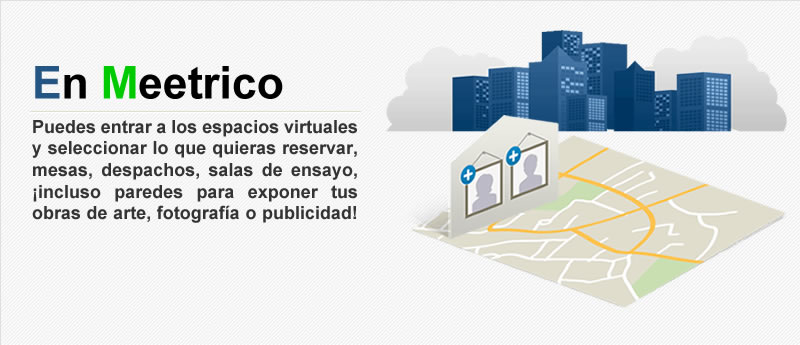 En Meetrico
Puedes entrar a los espacios virtuales
y seleccionar lo que quieras reservar,
mesas, despachos, salas de ensayo,
¡incluso paredes para exponer tus
obras de arte, fotografía o publicidad!